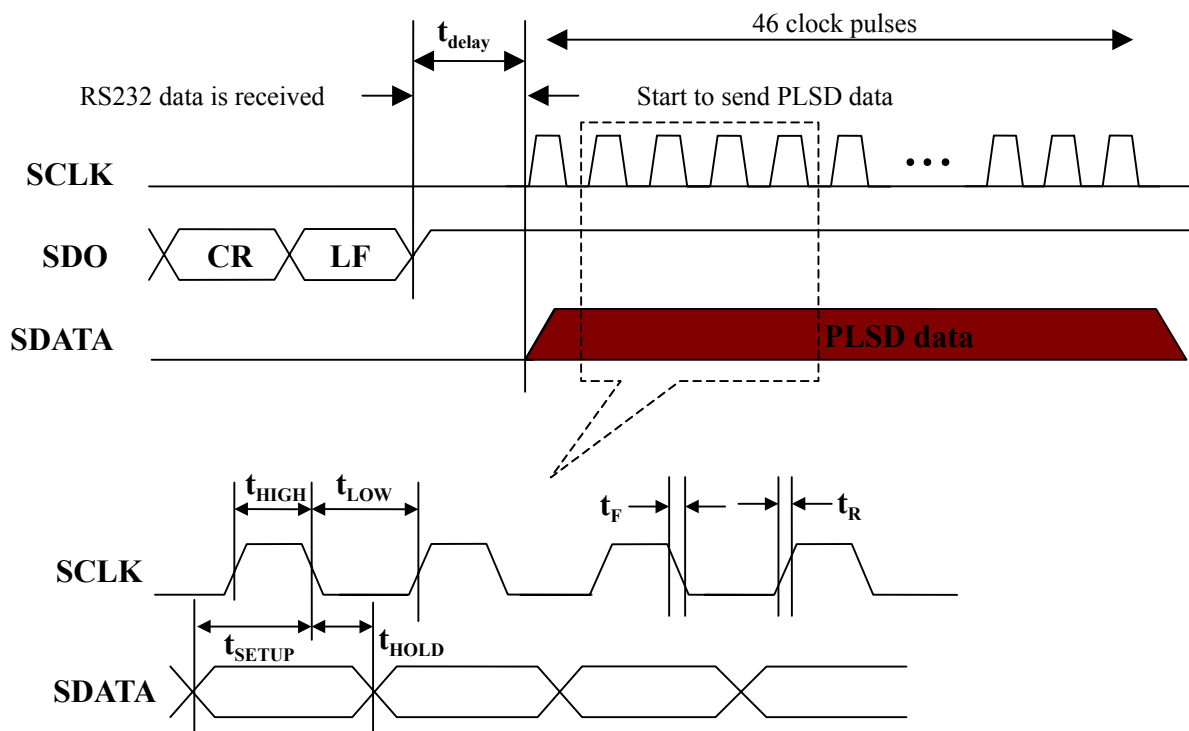 46 clock pulses
tdelay
RS232 data is received
Start to send PLSD data
SCLK
SDO
CR
LF
SDATA
PLSD data
tHIGH
tLOW
tF
tR
SCLK
tSETUP
tHOLD
SDATA